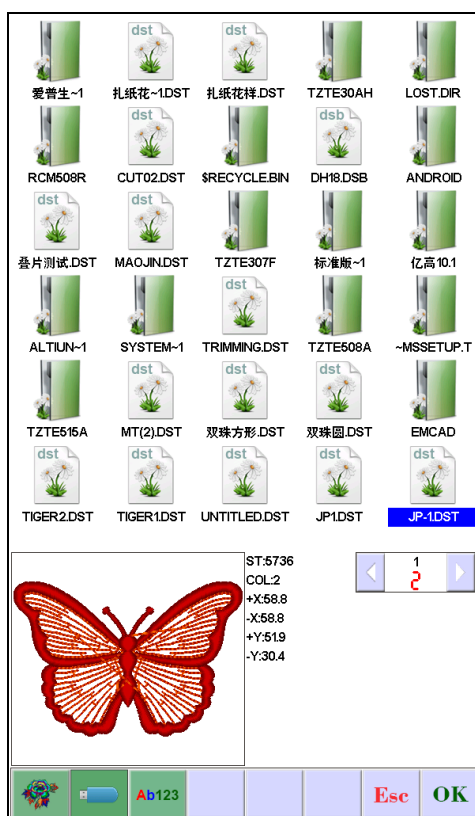 dst dst
爱普生~1 扎纸花~1.DST 扎纸花样.DST TZTE30AH LOST.DIR
dsb
RCM508R CUT02.DST $RECYCLE.BIN DH18.DSB ANDROID
dst dst
叠片测试.DST MAOJIN.DST TZTE307F 标准版~1 亿高10.1
dst
ALTIUN~1 SYSTEM~1 TRIMMING.DST TZTE508A ~MSSETUP.T
dst dst dst
TZTE515A MT(2).DST 双珠方形.DST 双珠圆.DST EMCAD
dst dst dst dst dst
TIGER2.DST TIGER1.DST UNTITLED.DST JP1.DST JP-1.DST
ST:5736
COL:2
+X:58.8
-X:58.8
+Y:51.9
-Y:30.4
1
2
Ab123 Esc OK